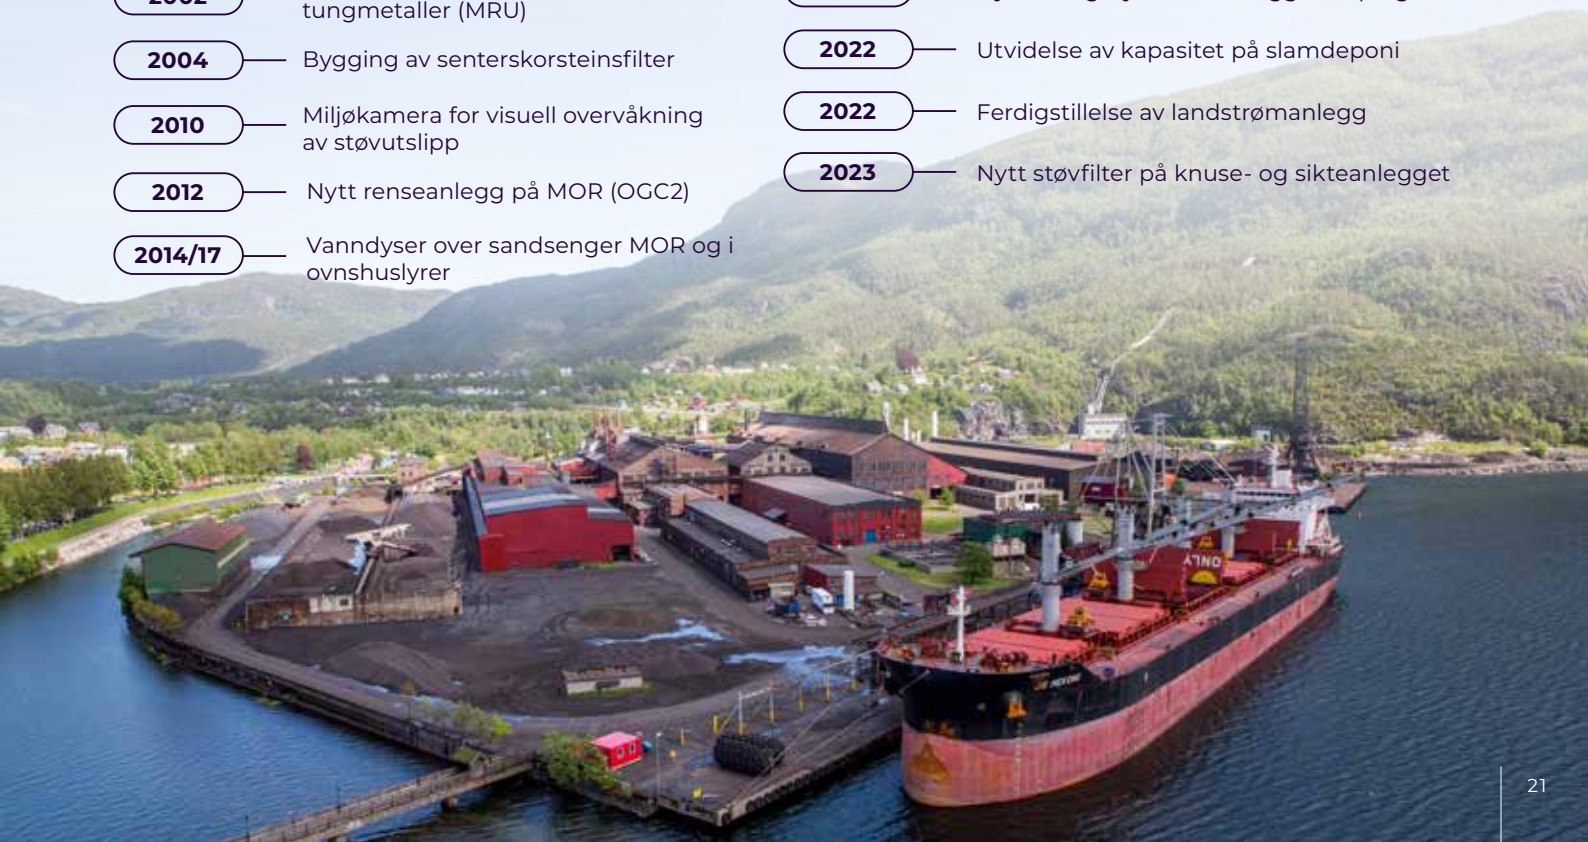 tungmetaller (MRU)
2004 Bygging av senterskorsteinsfilter
2010 Miljøkamera for visuell overvåkning
av støvutslipp
2012 Nytt renseanlegg på MOR (OGC2)
2014/17 Vanndyser over sandsenger MOR og i
ovnshuslyrer
2022 Utvidelse av kapasitet på slamdeponi
2022 Ferdigstillelse av landstrømanlegg
2023 Nytt støvfilter på knuse- og sikteanlegget
ONLY
21